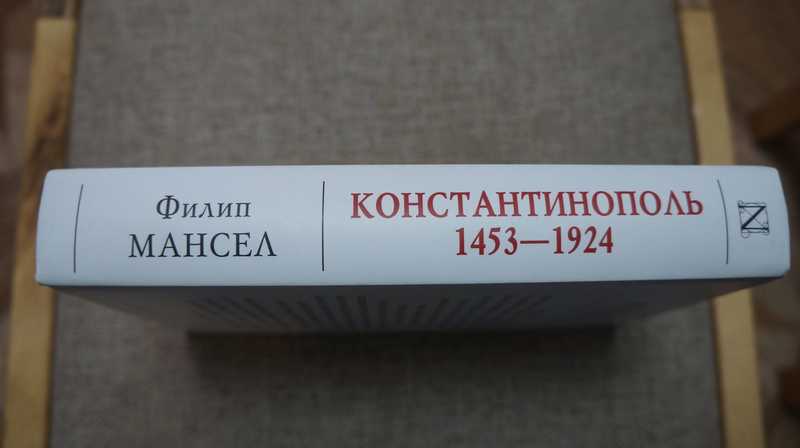 Филип
МАНСЕЛ
КОНСТАНТИНОПОЛЬ
1453—1924